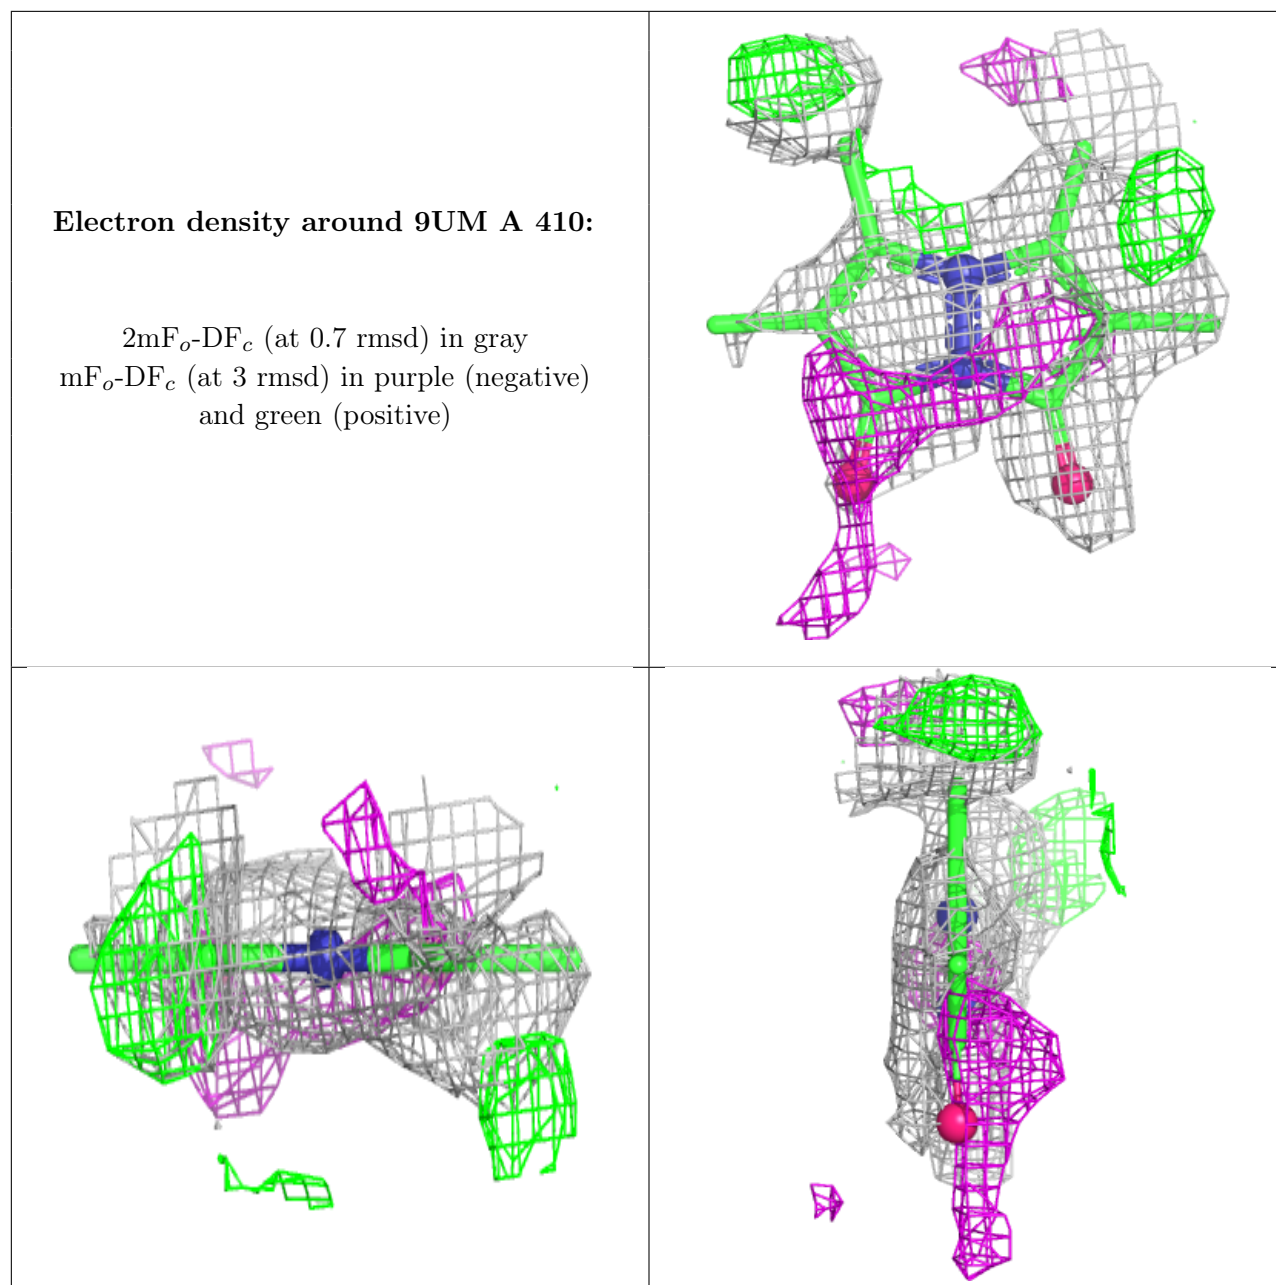 Electron density around 9UM A 410:
2mFo-DFc (at 0.7 rmsd) in gray
mFo-DFc (at 3 rmsd) in purple (negative)
and green (positive)